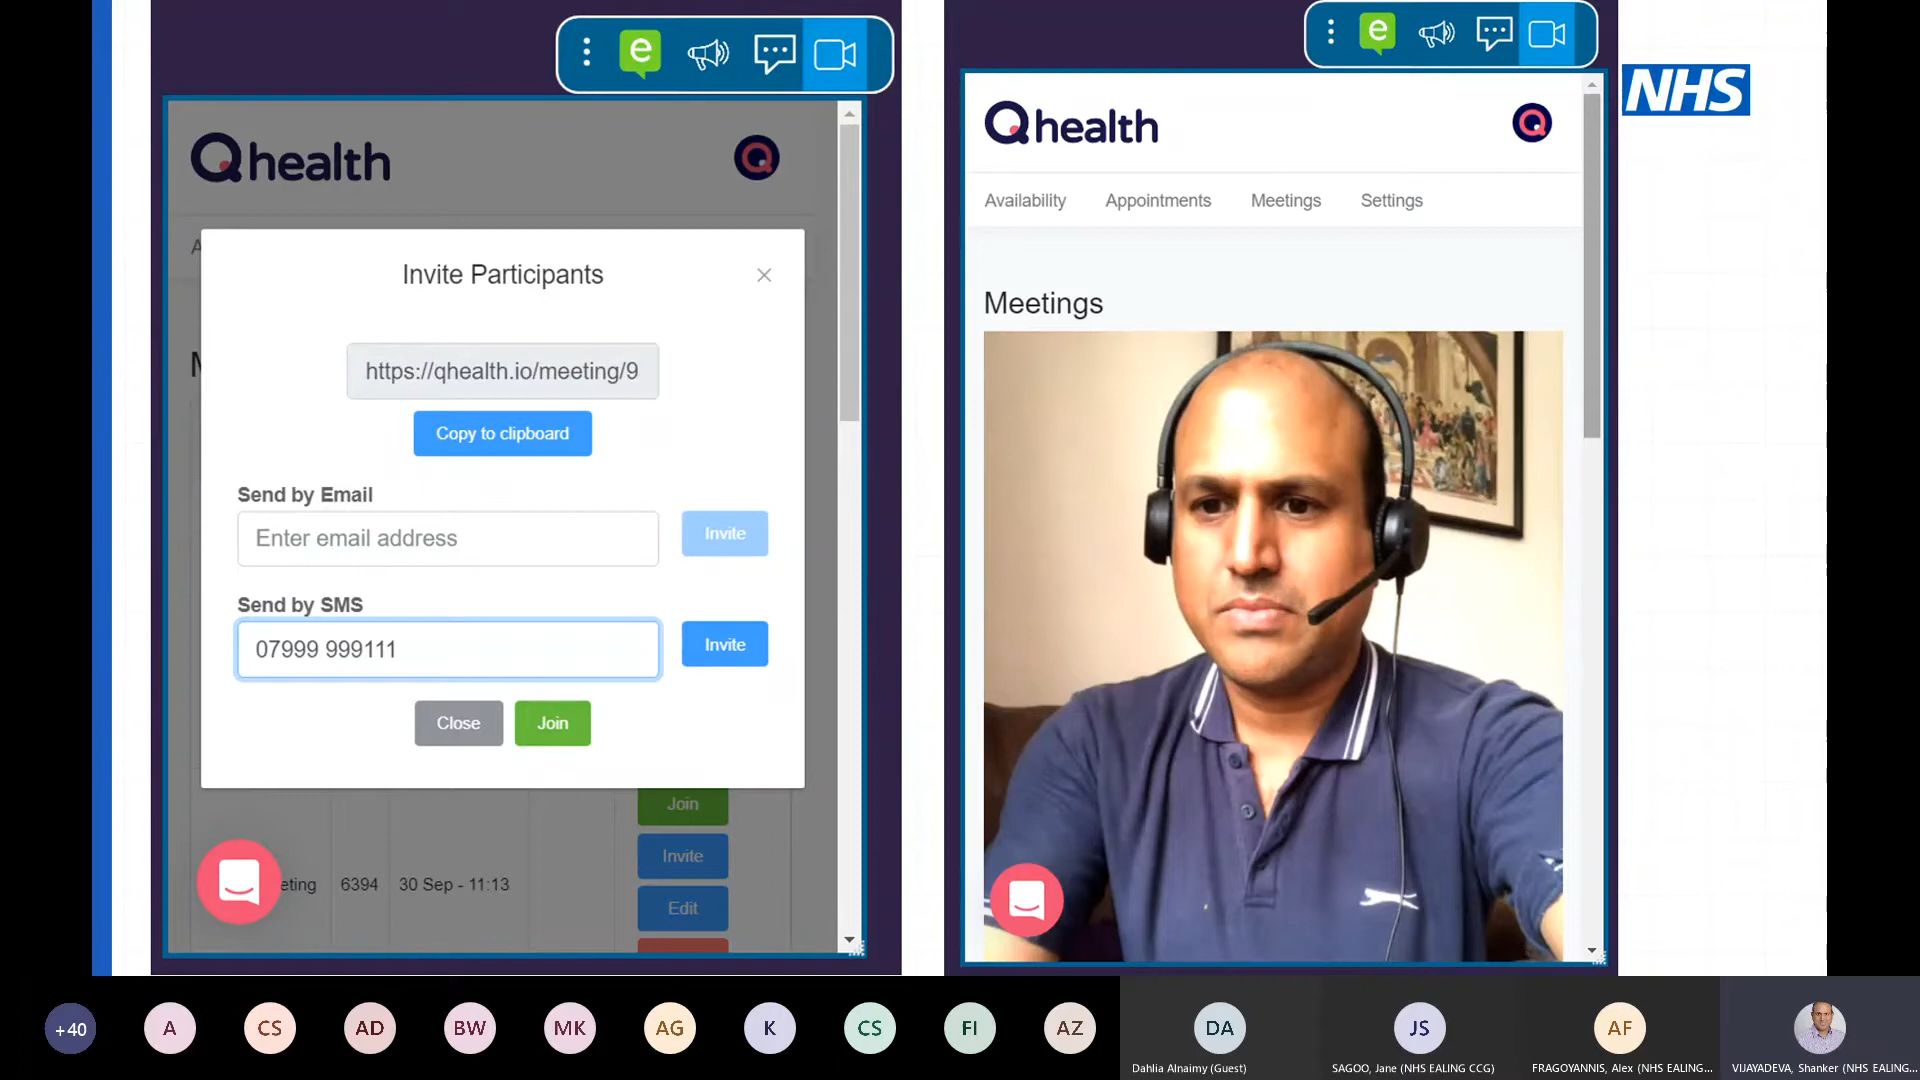 e
Qhealth
Invite Participants
https://qhealth.io/meeting/9
Copy to clipboard
Send by Email
Enter email address
Invite
Send by SMS
07999 999111
Invite
Close
Join
Join
Invite
eting
6394
30 Sep - 11:13
Edit
e
NHS
Qhealth
Q
Availability
Appointments
Meetings
Settings
Meetings
+40
A
CS
AD
BW
MK
AG
K
CS
FI
AZ
DA
Dahlia Alnaimy (Guest)
JS
SAGOO, Jane (NHS EALING CCG)
AF
FRAGOYANNIS, Alex (NHS EALING...
VIJAYADEVA, Shanker (NHS EALING...